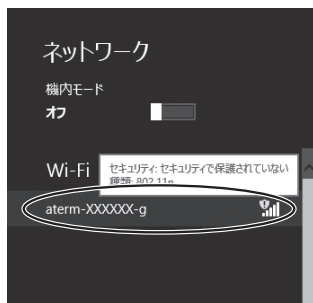 ネットワーク
機内モード
オフ
Wi-Fi
セキュリティ: セキュリティで保護されていない
種類: 802.11n
aterm-XXXXXX-g